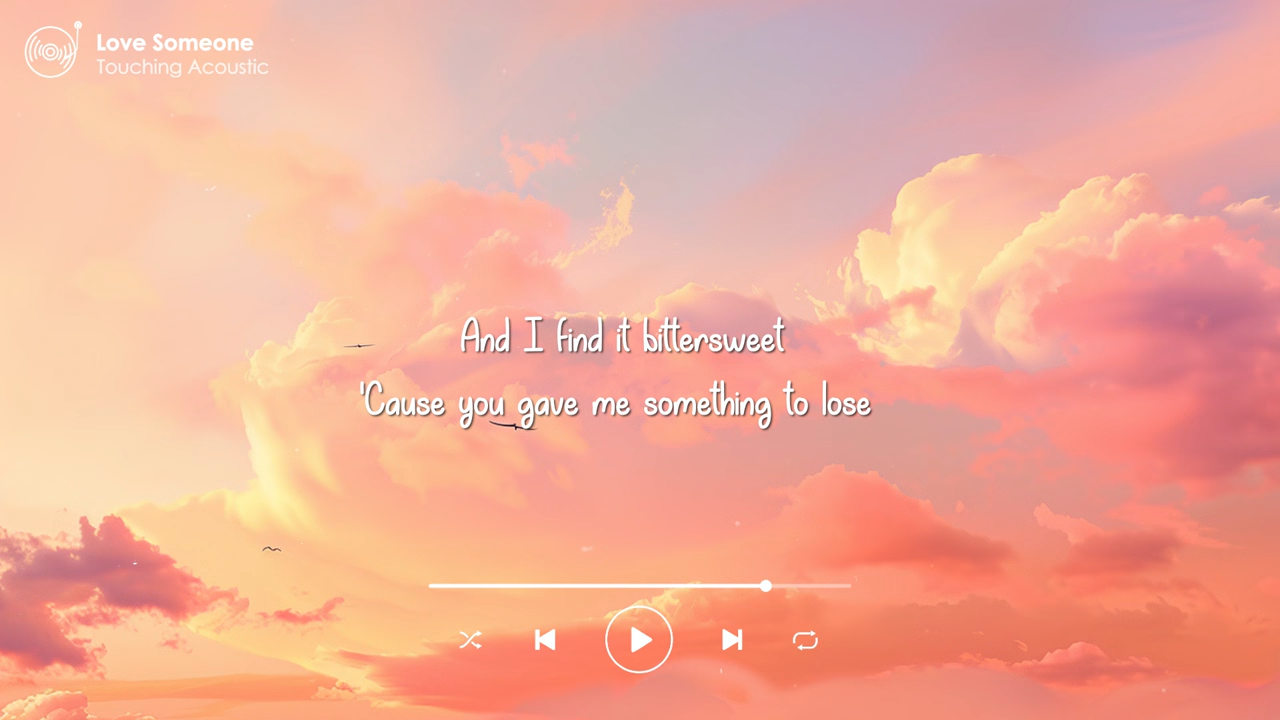 Love Someone
Touching Acoustic
And I find it bittersweet
'Cause you gave me something to lose